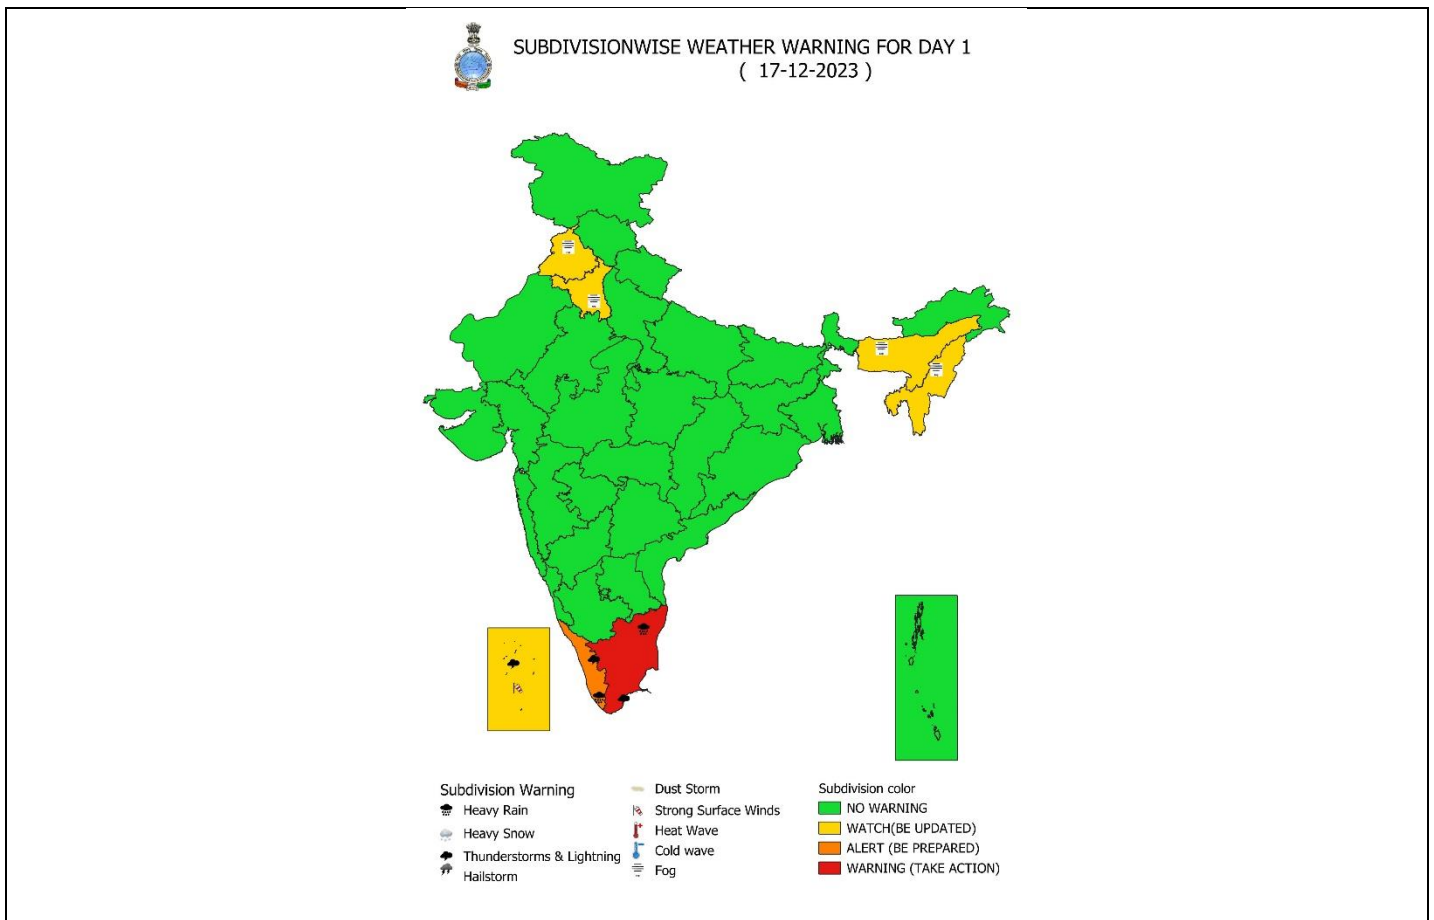 SUBDIVISIONWISE WEATHER WARNING FOR DAY 1
( 17-12-2023 )
Subdivision Warning
Heavy Rain
Heavy Snow
Thunderstorms & Lightning
Hailstorm
Dust Storm
Strong Surface Winds
Heat Wave
Cold wave
Fog
Subdivision color
NO WARNING
WATCH(BE UPDATED)
ALERT (BE PREPARED)
WARNING (TAKE ACTION)